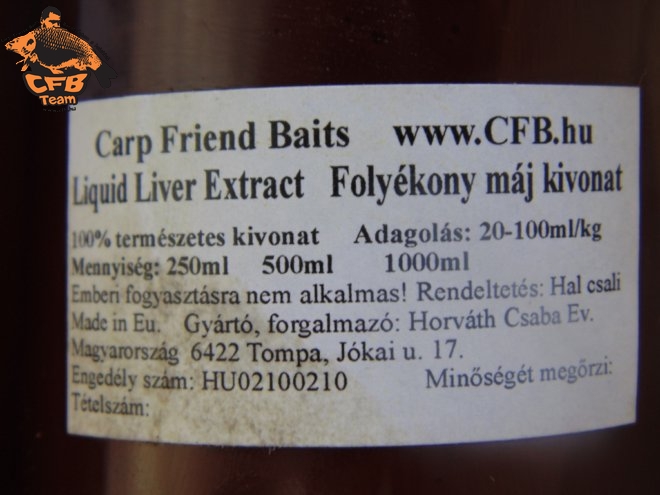 CFB
Team
.hu
Carp Friend Baits www.CFB.hu
Liquid Liver Extract Folyékony máj kivonat
100% természetes kivonat Adagolás: 20-100ml/kg
Mennyiség: 250ml 500ml 1000ml
Emberi fogyasztásra nem alkalmas! Rendeltetés: Hal csali
Made in Eu. Gyártó, forgalmazó: Horváth Csaba Ev.
Magyarország 6422 Tompa, Jókai u. 17.
Engedély szám: HU02100210 Minőségét megőrzi:
Tételszám: